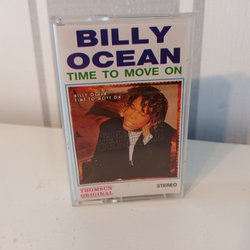 BILLY
OCEAN
TIME TO MOVE ON
BILLY OCEAN
TIME TO MOVE ON
THOMSUN
ORIGINAL
STEREO